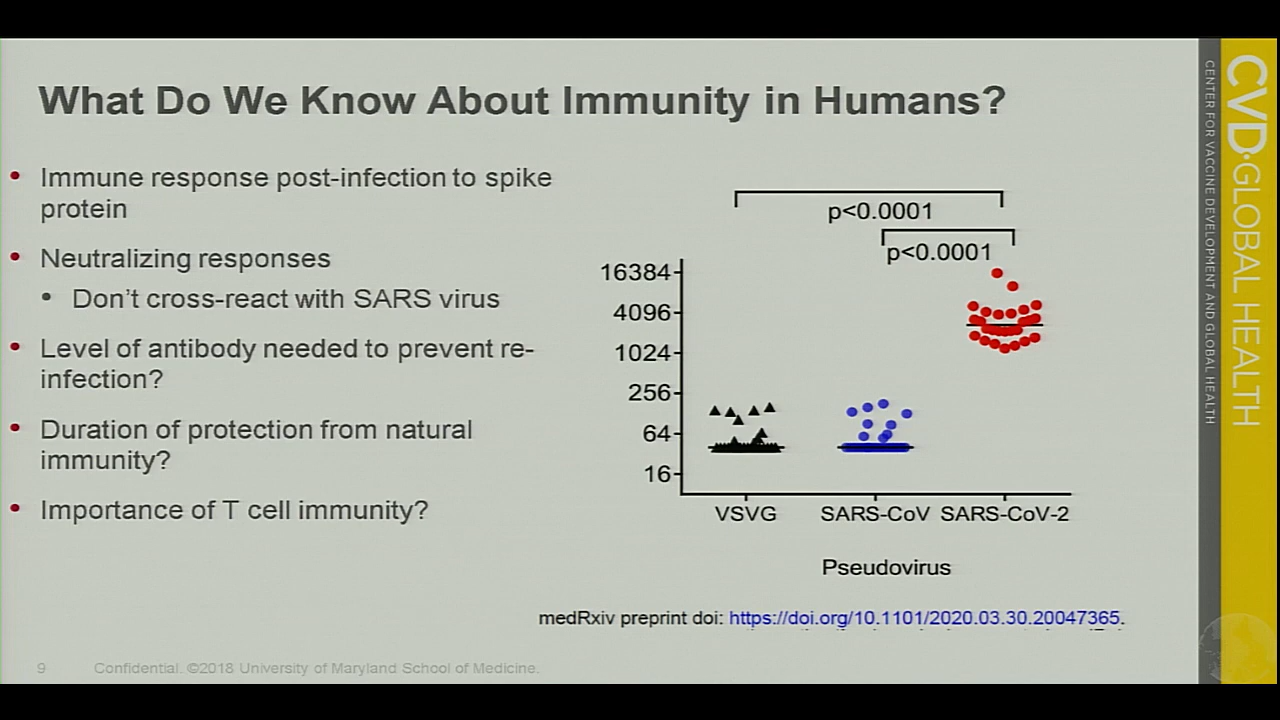 What Do We Know About Immunity in Humans?
• Immune response post-infection to spike
protein
• Neutralizing responses
• Don't cross-react with SARS virus
• Level of antibody needed to prevent re-
infection?
• Duration of protection from natural
immunity?
• Importance of T cell immunity?
p<0.0001
p<0.0001
16384
4096
1024
256
64
16
VSVG SARS-CoV SARS-CoV-2
Pseudovirus
medRxiv preprint doi: https://doi.org/10.1101/2020.03.30.20047365.
9 Confidential. ©2018 University of Maryland School of Medicine.
CVD·GLOBAL HEALTH
CENTER FOR VACCINE DEVELOPMENT AND GLOBAL HEALTH